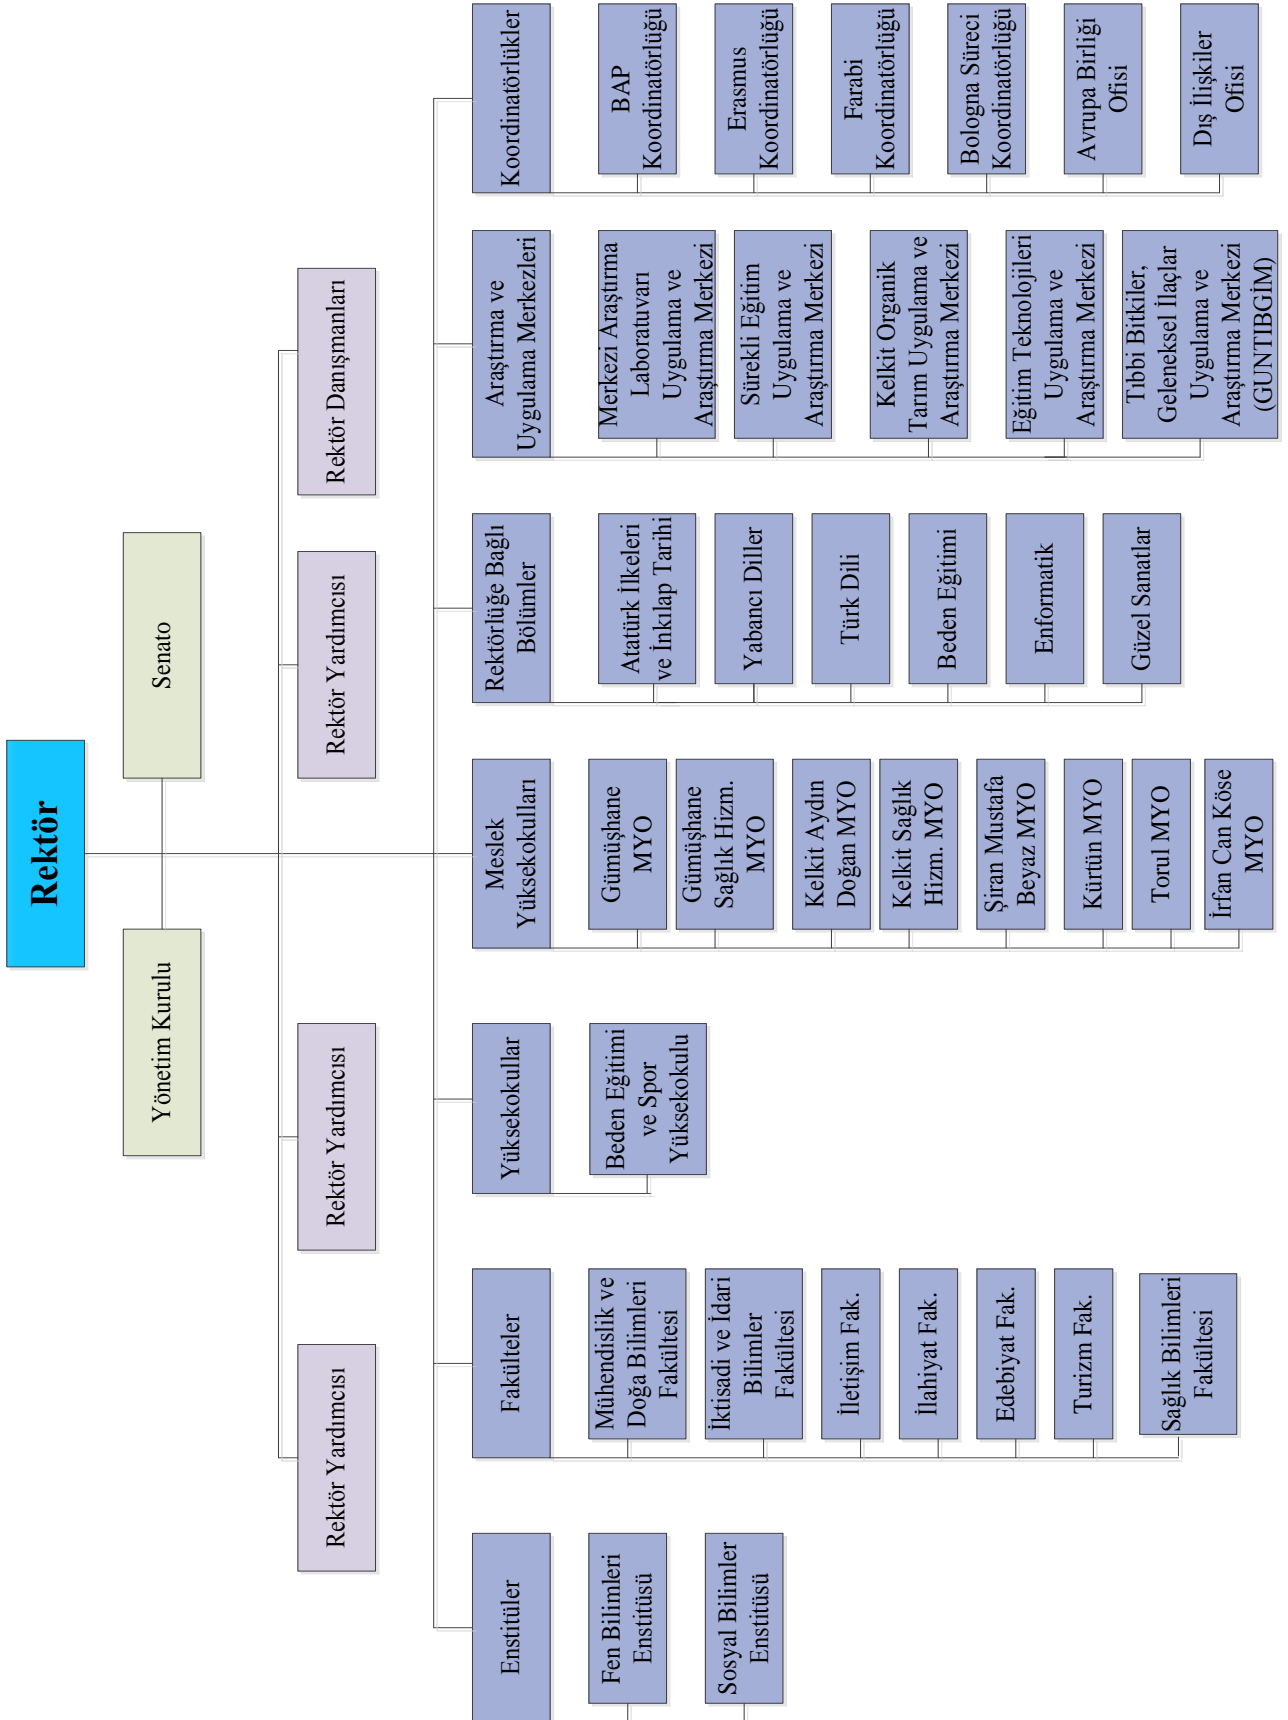 Rektör
Yönetim Kurulu
Senato
Rektör Yardımcısı
Rektör Yardımcısı
Rektör Yardımcısı
Rektör Danışmanları
Enstitüler
Fen Bilimleri
Enstitüsü
Sosyal Bilimler
Enstitüsü
Fakülteler
Mühendislik ve
Doğa Bilimleri
Fakültesi
İktisadi ve İdari
Bilimler
Fakültesi
İletişim Fak.
İlahiyat Fak.
Edebiyat Fak.
Turizm Fak.
Sağlık Bilimleri
Fakültesi
Yüksekokullar
Beden Eğitimi
ve Spor
Yüksekokulu
Meslek
Yüksekokulları
Gümüşhane
MYO
Gümüşhane
Sağlık Hizm.
MYO
Kelkit Aydın
Doğan MYO
Kelkit Sağlık
Hizm. MYO
Şiran Mustafa
Beyaz MYO
Kürtün MYO
Torul MYO
İrfan Can Köse
MYO
Rektörlüğe Bağlı
Bölümler
Atatürk İlkeleri
ve İnkılap Tarihi
Yabancı Diller
Türk Dili
Beden Eğitimi
Enformatik
Güzel Sanatlar
Araştırma ve
Uygulama Merkezleri
Merkezi Araştırma
Laboratuvarı
Uygulama ve
Araştırma Merkezi
Sürekli Eğitim
Uygulama ve
Araştırma Merkezi
Kelkit Organik
Tarım Uygulama ve
Araştırma Merkezi
Eğitim Teknolojileri
Uygulama ve
Araştırma Merkezi
Tıbbi Bitkiler,
Geleneksel İlaçlar
Uygulama ve
Araştırma Merkezi
(GUNTIBGİM)
Koordinatörlükler
BAP
Koordinatörlüğü
Erasmus
Koordinatörlüğü
Farabi
Koordinatörlüğü
Bologna Süreci
Koordinatörlüğü
Avrupa Birliği
Ofisi
Dış İlişkiler
Ofisi